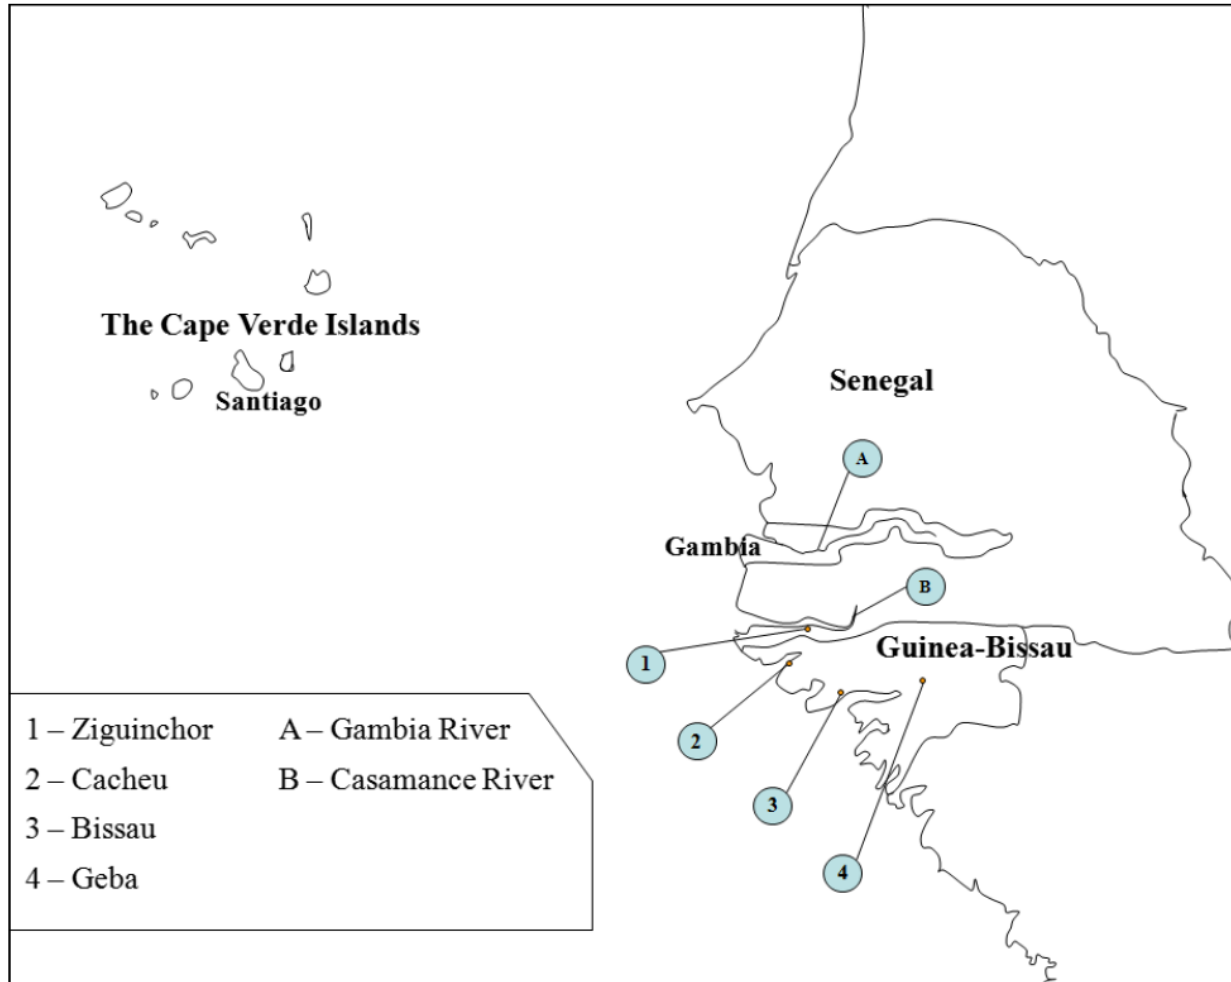 The Cape Verde Islands
Santiago
Senegal
A
Gambia
B
Guinea-Bissau
1
2
3
4
1 – Ziguinchor
A – Gambia River
2 – Cacheu
B – Casamance River
3 – Bissau
4 – Geba